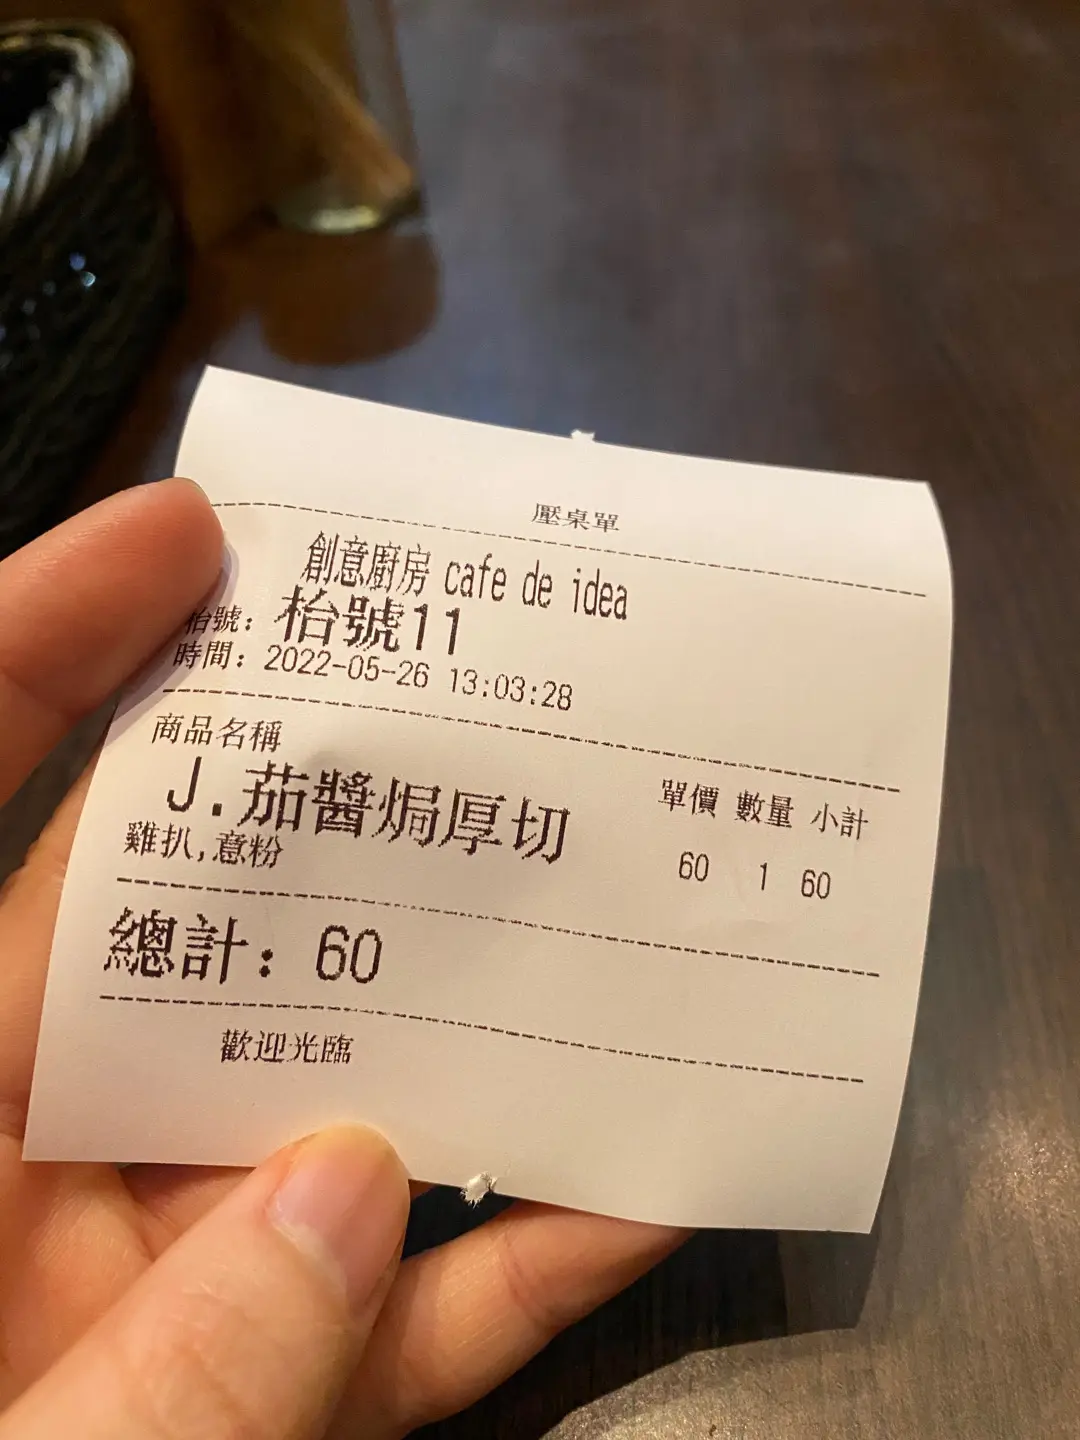 壓桌單
創意廚房 cafe de idea
枱號: 枱號11
時間: 2022-05-26 13:03:28
商品名稱 單價 數量 小計
J.茄醬焗厚切
雞扒,意粉 60 1 60
總計: 60
歡迎光臨